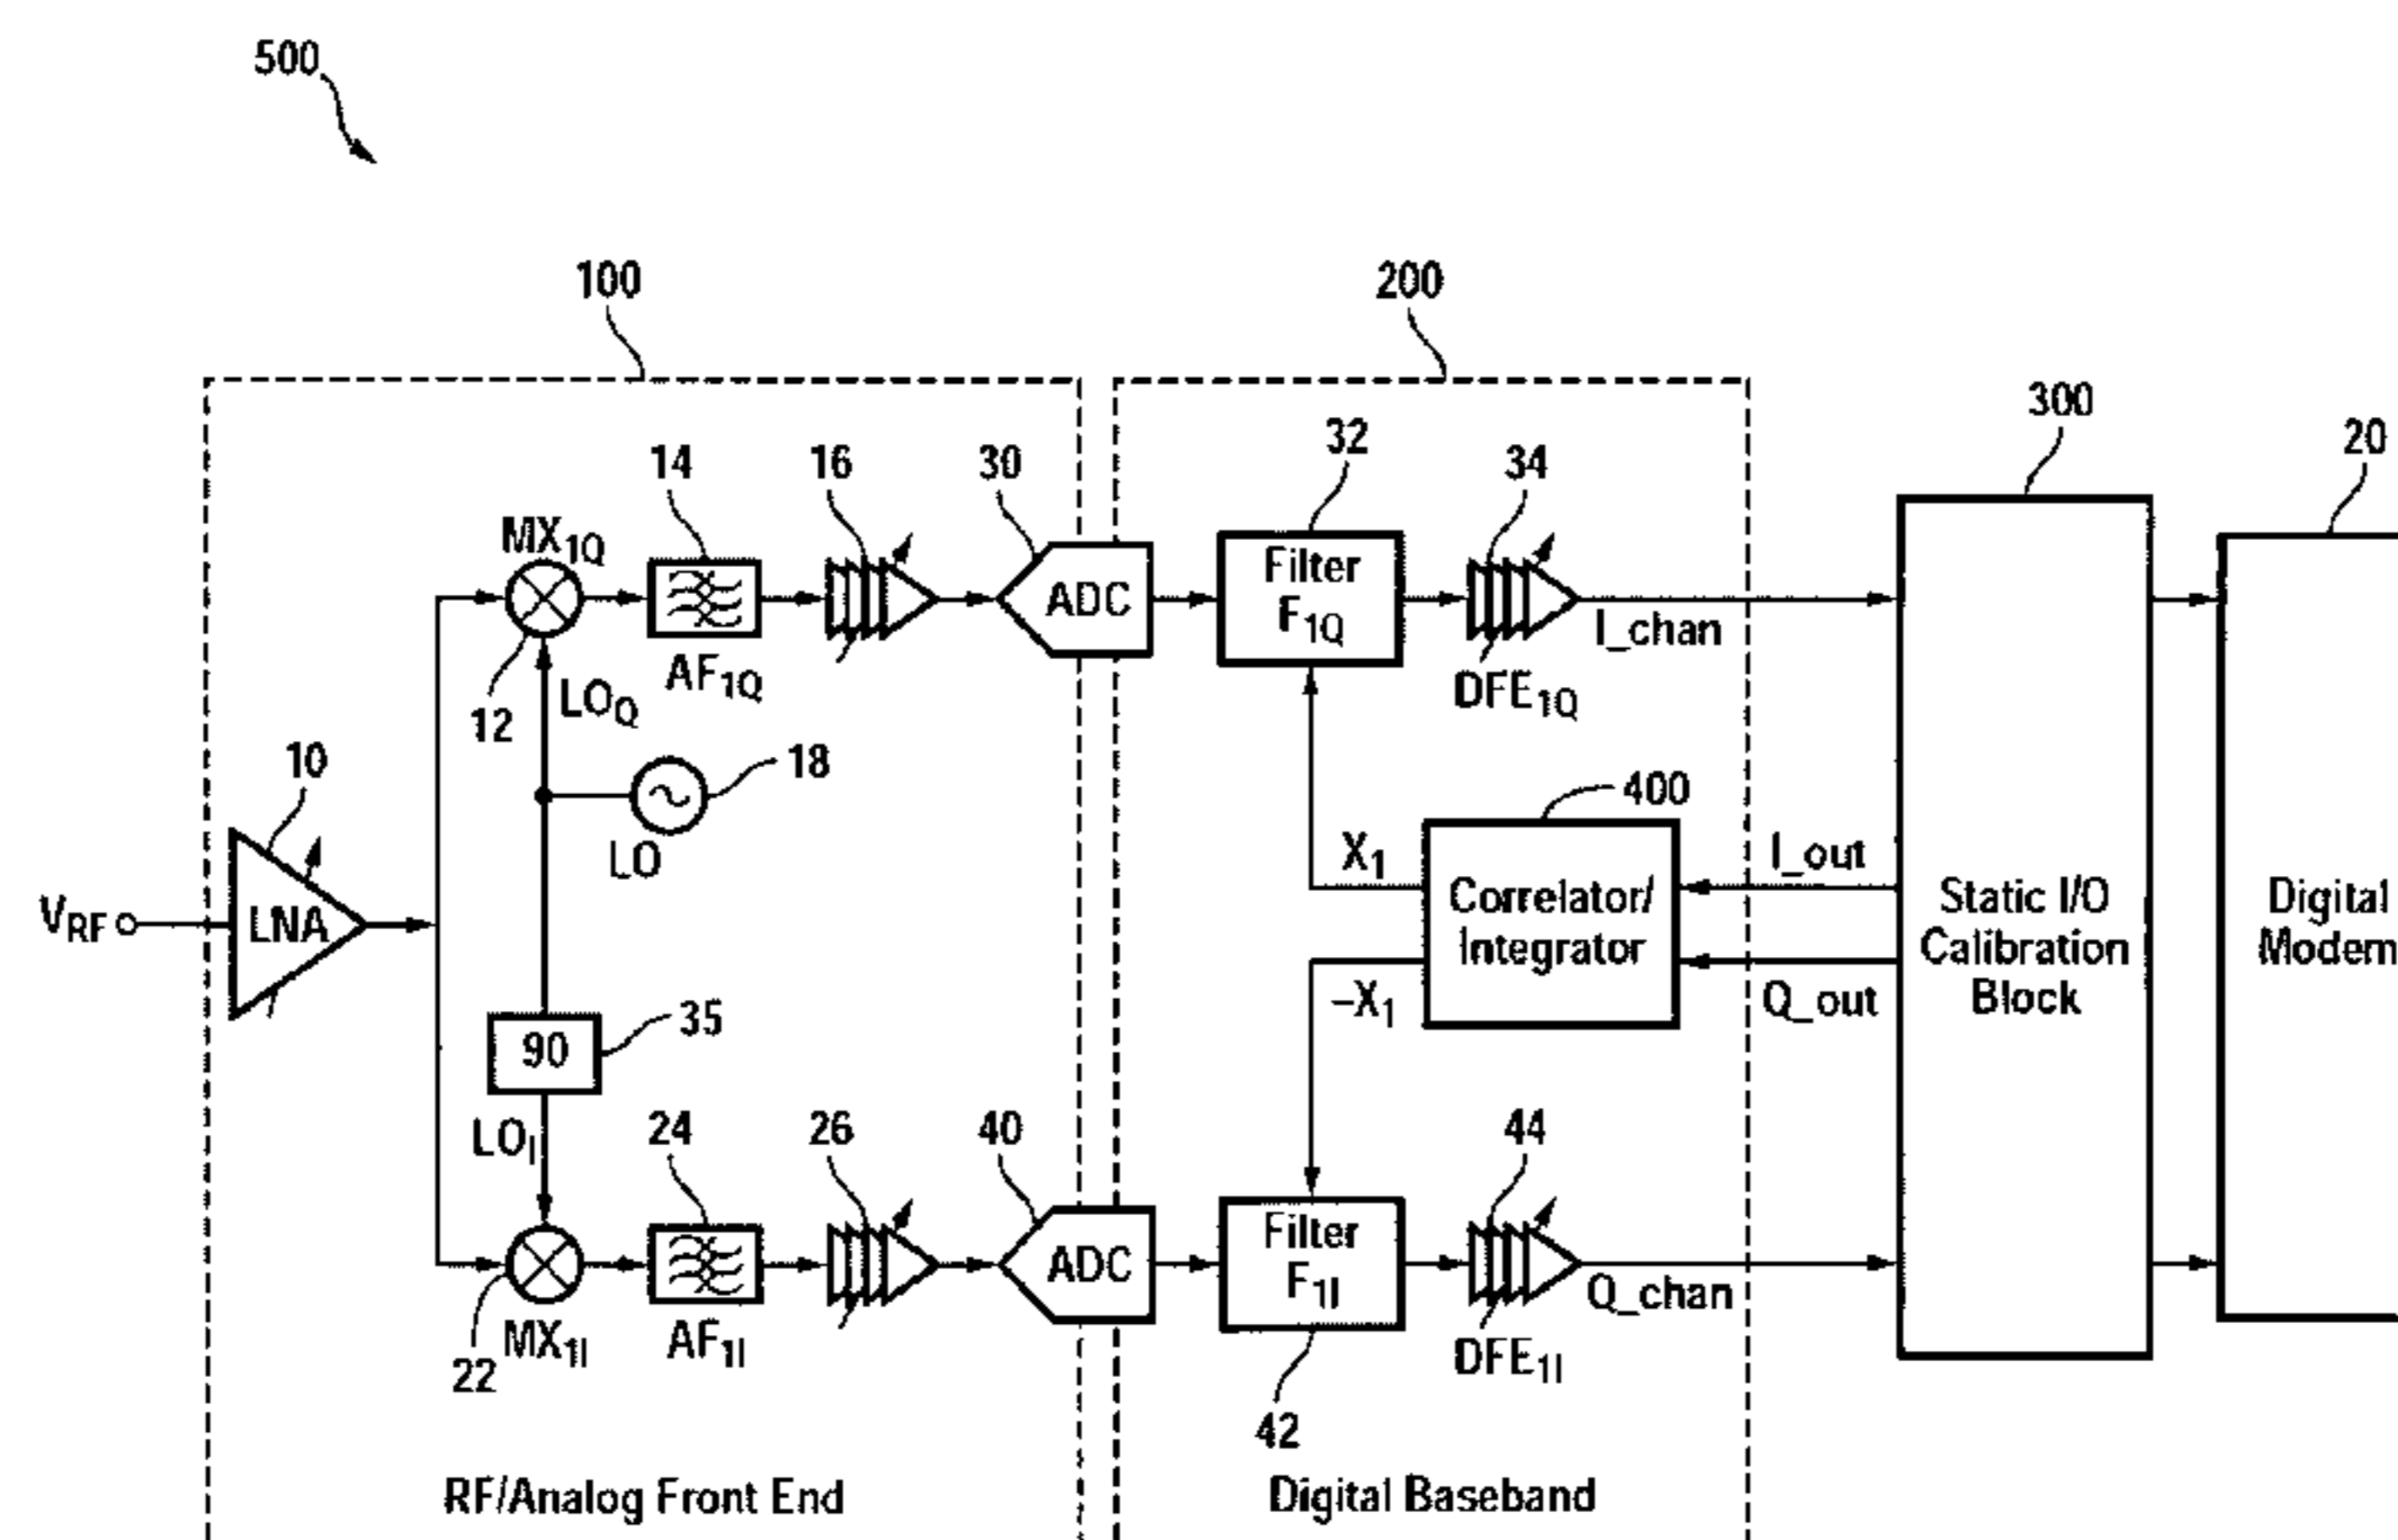 500
100
200
300
20
32
14
16
30
34
MX1Q
Filter
F1Q
ADC
I_chan
AF1Q
DFE1Q
LOQ
12
10
18
400
LO
X1
I_out
VRF
LNA
Correlator/
Integrator
Static I/O
Calibration
Block
Digital
Modem
-X1
Q_out
90
35
LOI
24
26
40
44
Filter
F1I
ADC
Q_chan
MX1I
AF1I
DFE1I
22
42
RF/Analog Front End
Digital Baseband